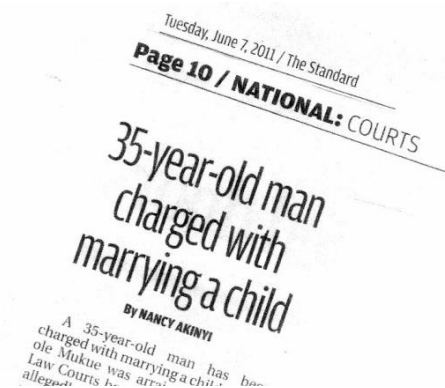 Tuesday, June 7, 2011 / The Standard
Page 10 / NATIONAL: COURTS
35-year-old man
charged with
marrying a child
By NANCY AKINYI
A 35-year-old man has
charged with marrying a child
ole Mukue was
Law Courts